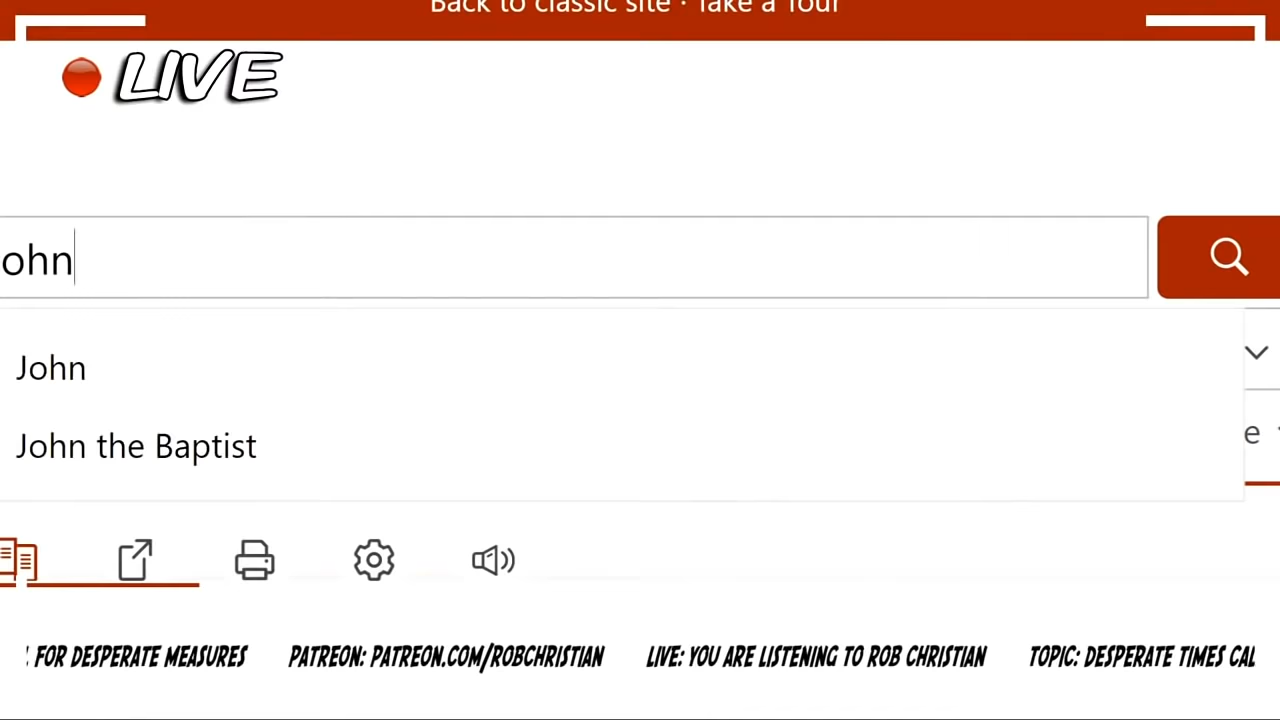 Back to classic site · Take a Tour
LIVE
ohn
John
John the Baptist
e
FOR DESPERATE MEASURES PATREON: PATREON.COM/ROBCHRISTIAN LIVE: YOU ARE LISTENING TO ROB CHRISTIAN TOPIC: DESPERATE TIMES CAL